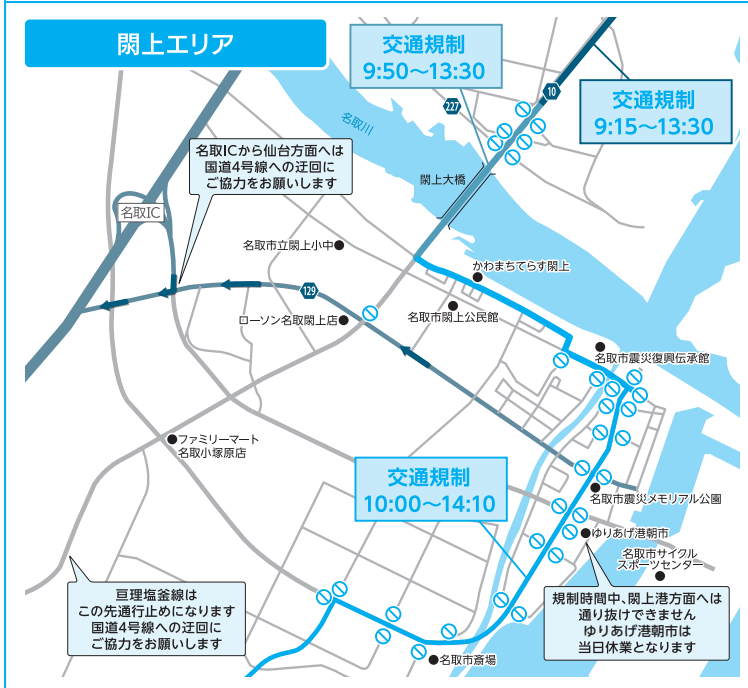 閖上エリア
交通規制
9:50〜13:30
10
227
交通規制
9:15〜13:30
名取川
名取ICから仙台方面へは
国道4号線への迂回に
ご協力をお願いします
閖上大橋
名取IC
名取市立閖上小中
かわまちてらす閖上
129
ローソン名取閖上店
名取市閖上公民館
名取市震災復興伝承館
ファミリーマート
名取小塚原店
交通規制
10:00〜14:10
名取市震災メモリアル公園
ゆりあげ港朝市
名取市サイクル
スポーツセンター
亘理塩釜線は
この先通行止めになります
国道4号線への迂回に
ご協力をお願いします
規制時間中、閖上港方面へは
通り抜けできません
ゆりあげ港朝市は
当日休業となります
名取市斎場